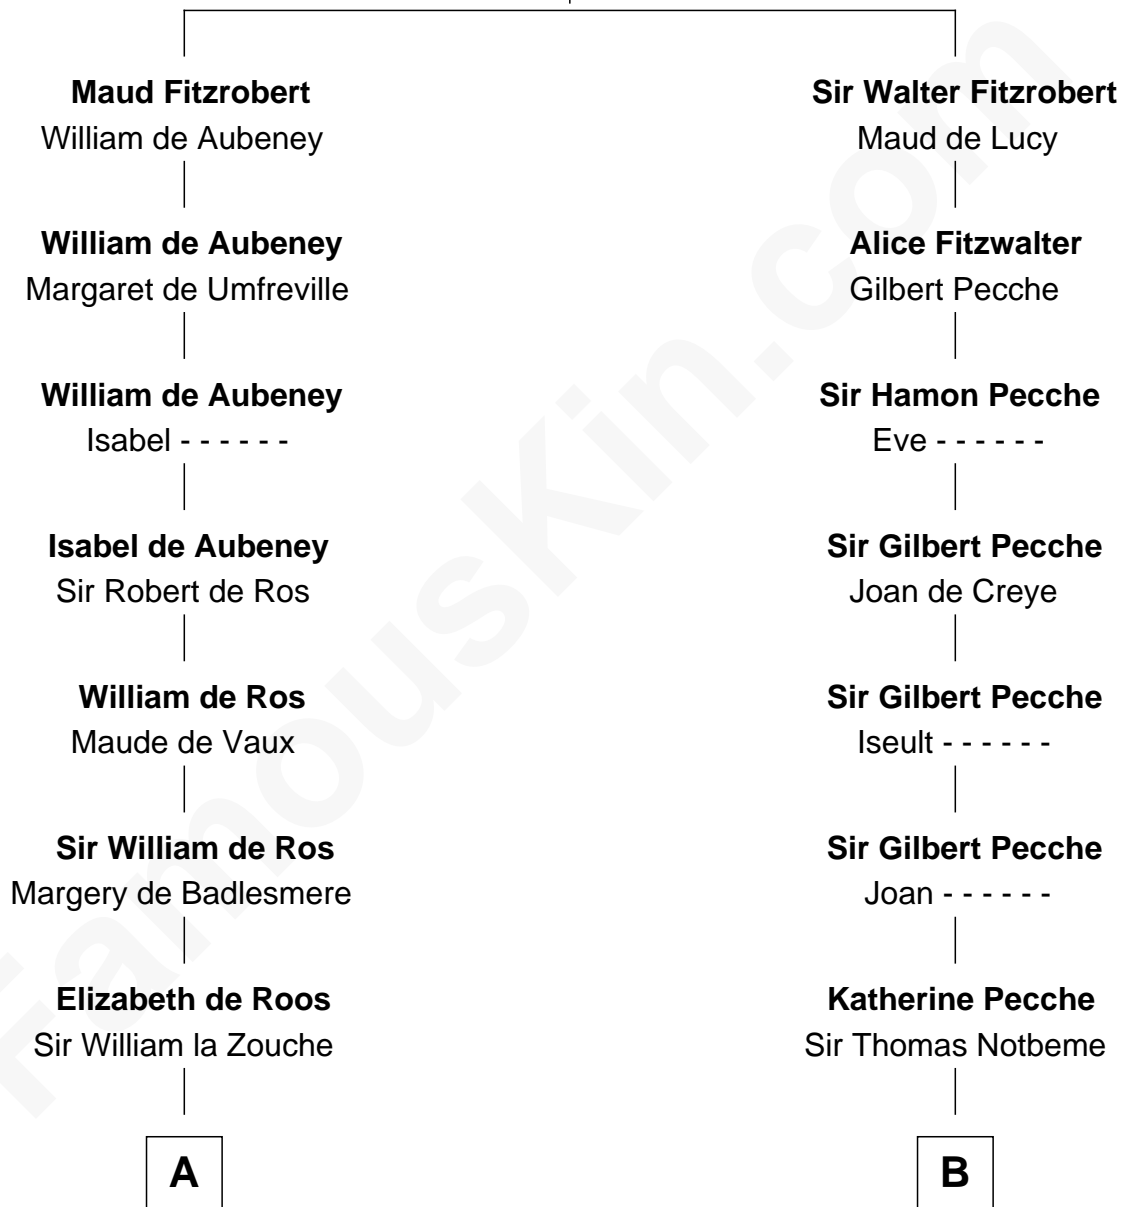 Maud Fitzrobert
William de Aubeney
William de Aubeney
Margaret de Umfreville
William de Aubeney
Isabel - - - - - -
Isabel de Aubeney
Sir Robert de Ros
William de Ros
Maude de Vaux
Sir William de Ros
Margery de Badlesmere
Elizabeth de Roos
Sir William la Zouche
A
Sir Walter Fitzrobert
Maud de Lucy
Alice Fitzwalter
Gilbert Pecche
Sir Hamon Pecche
Eve - - - - - -
Sir Gilbert Pecche
Joan de Creye
Sir Gilbert Pecche
Iseult - - - - - -
Sir Gilbert Pecche
Joan - - - - - -
Katherine Pecche
Sir Thomas Notbeme
B
FamousKin.com